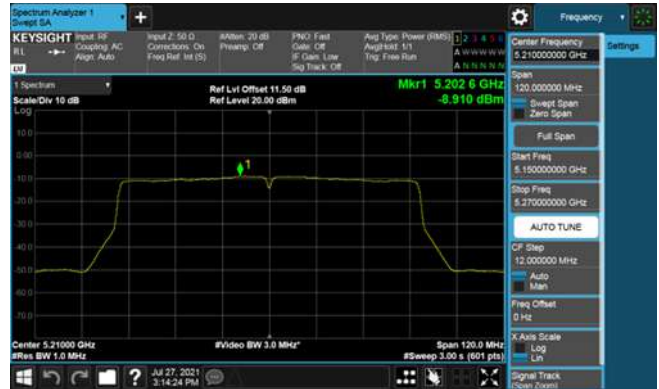 Spectrum Analyzer 1
Swept SA
+
Frequency
KEYSIGHT
RL
Input: RF
Coupling: AC
Align: Auto
Input Z: 50 Ω
Corrections: On
Freq Ref: Int (S)
#Atten: 20 dB
Preamp: Off
PNO: Fast
Gate: Off
IF Gain: Low
Sig Track: Off
Avg Type: Power (RMS)
Avg|Hold: 1/1
Trig: Free Run
1 2 3 4 5 6
A W W W W W
A N N N N N
1 Spectrum
Scale/Div 10 dB
Log
Ref Lvl Offset 11.50 dB
Ref Level 20.00 dBm
Mkr1 5.202 6 GHz
-8.910 dBm
10.0
0.00
-10.0
-20.0
-30.0
-40.0
-50.0
-60.0
-70.0
1
Center 5.21000 GHz
#Res BW 1.0 MHz
#Video BW 3.0 MHz*
Span 120.0 MHz
#Sweep 3.00 s (601 pts)
Jul 27, 2021
3:14:24 PM
?
Center Frequency
5.210000000 GHz
Settings
Span
120.000000 MHz
Swept Span
Zero Span
Full Span
Start Freq
5.150000000 GHz
Stop Freq
5.270000000 GHz
AUTO TUNE
CF Step
12.000000 MHz
Auto
Man
Freq Offset
0 Hz
X Axis Scale
Log
Lin
Signal Track
(Span Zoom)